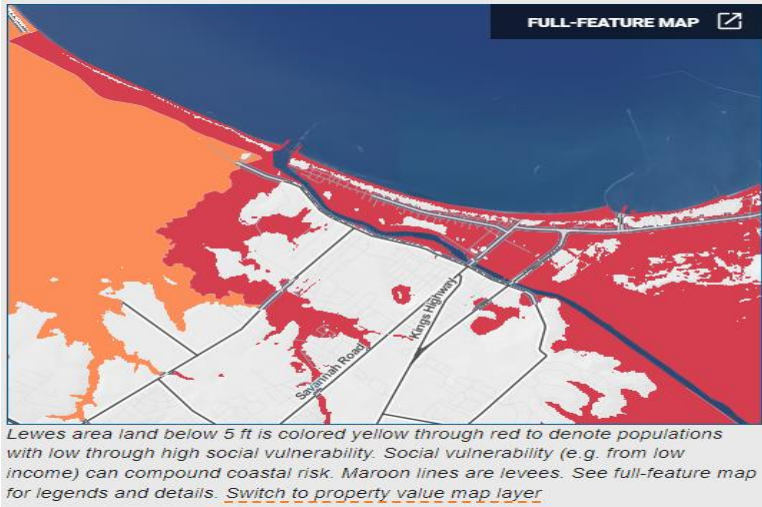 FULL-FEATURE MAP
Kings Highway
Savannah Road
Lewes area land below 5 ft is colored yellow through red to denote populations
with low through high social vulnerability. Social vulnerability (e.g. from low
income) can compound coastal risk. Maroon lines are levees. See full-feature map
for legends and details. Switch to property value map layer